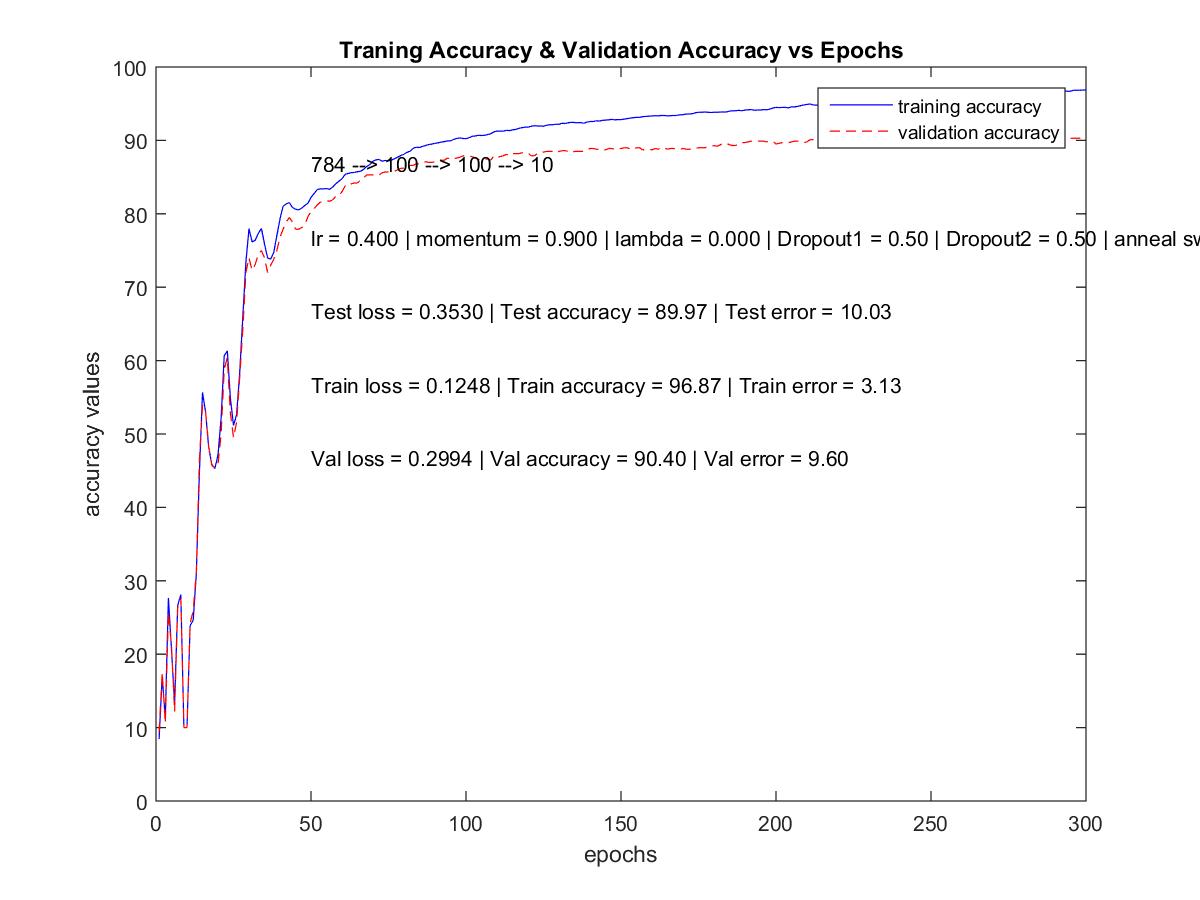 Traning Accuracy & Validation Accuracy vs Epochs
100
90
80
70
60
50
40
30
20
10
0
accuracy values
training accuracy
validation accuracy
784 --> 100 --> 100 --> 10
lr = 0.400 | momentum = 0.900 | lambda = 0.000 | Dropout1 = 0.50 | Dropout2 = 0.50 | anneal
Test loss = 0.3530 | Test accuracy = 89.97 | Test error = 10.03
Train loss = 0.1248 | Train accuracy = 96.87 | Train error = 3.13
Val loss = 0.2994 | Val accuracy = 90.40 | Val error = 9.60
0 50 100 150 200 250 300
epochs